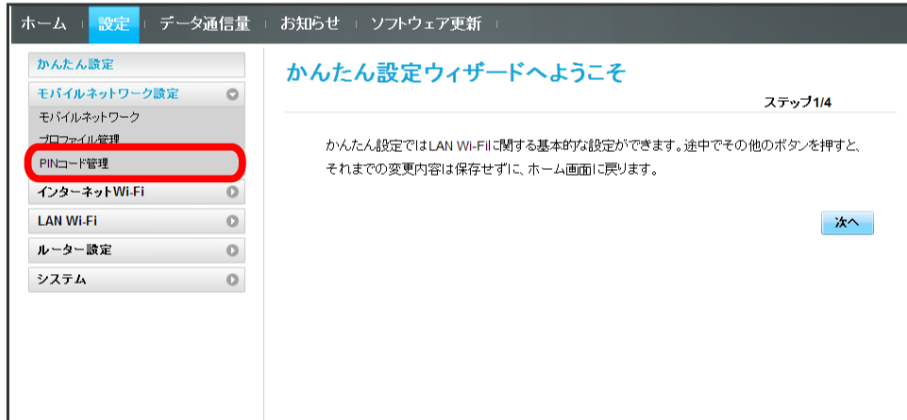 ホーム 設定 データ通信量 お知らせ ソフトウェア更新
かんたん設定
モバイルネットワーク設定
モバイルネットワーク
プロファイル管理
PINコード管理
インターネットWi-Fi
LAN Wi-Fi
ルーター設定
システム
かんたん設定ウィザードへようこそ
ステップ1/4
かんたん設定ではLAN Wi-Fiに関する基本的な設定ができます。途中でその他のボタンを押すと、
それまでの変更内容は保存せずに、ホーム画面に戻ります。
次へ